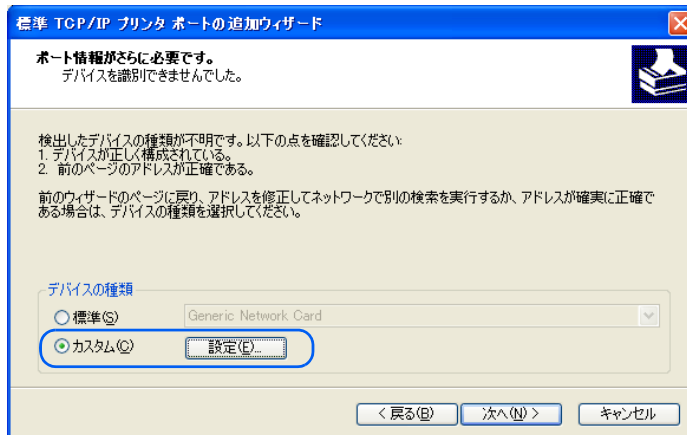 標準 TCP/IP プリンタ ポートの追加ウィザード
ポート情報がさらに必要です。
デバイスを識別できませんでした。
検出したデバイスの種類が不明です。以下の点を確認してください:
1. デバイスが正しく構成されている。
2. 前のページのアドレスが正確である。
前のウィザードのページに戻り、アドレスを修正してネットワークで別の検索を実行するか、アドレスが確実に正確で
ある場合は、デバイスの種類を選択してください。
デバイスの種類
標準(S) Generic Network Card
カスタム(C) 設定(E)...
< 戻る(B) 次へ(N) > キャンセル